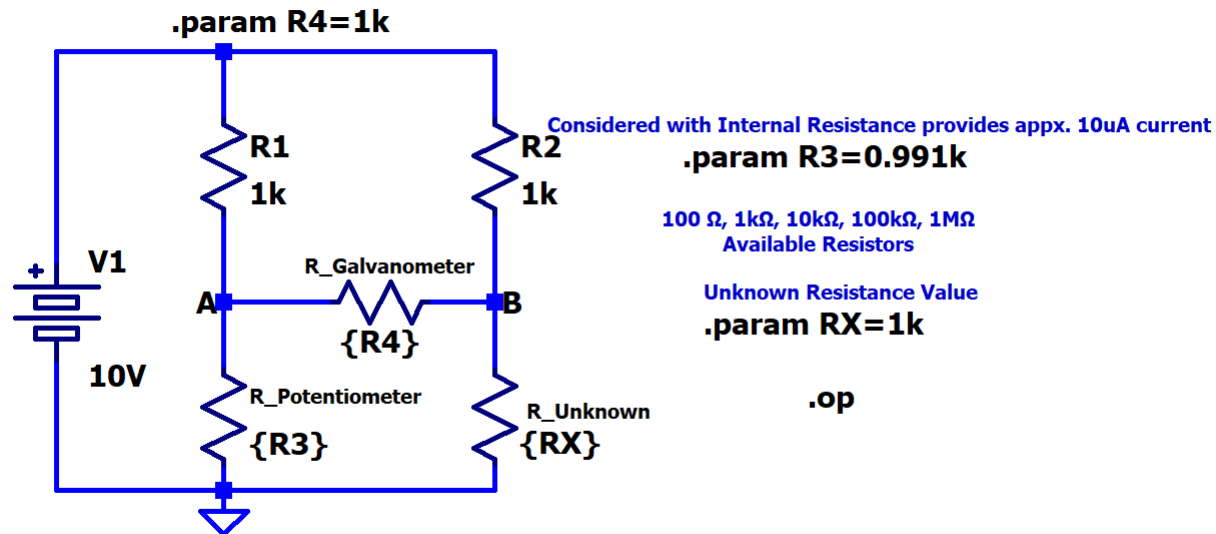 .param R4=1k
R1
1k
R2
1k
Considered with Internal Resistance provides appx. 10uA current
.param R3=0.991k
100 Ω, 1kΩ, 10kΩ, 100kΩ, 1MΩ
Available Resistors
+
V1
10V
R_Galvanometer
A
B
{R4}
Unknown Resistance Value
.param RX=1k
R_Potentiometer
{R3}
R_Unknown
{RX}
.op